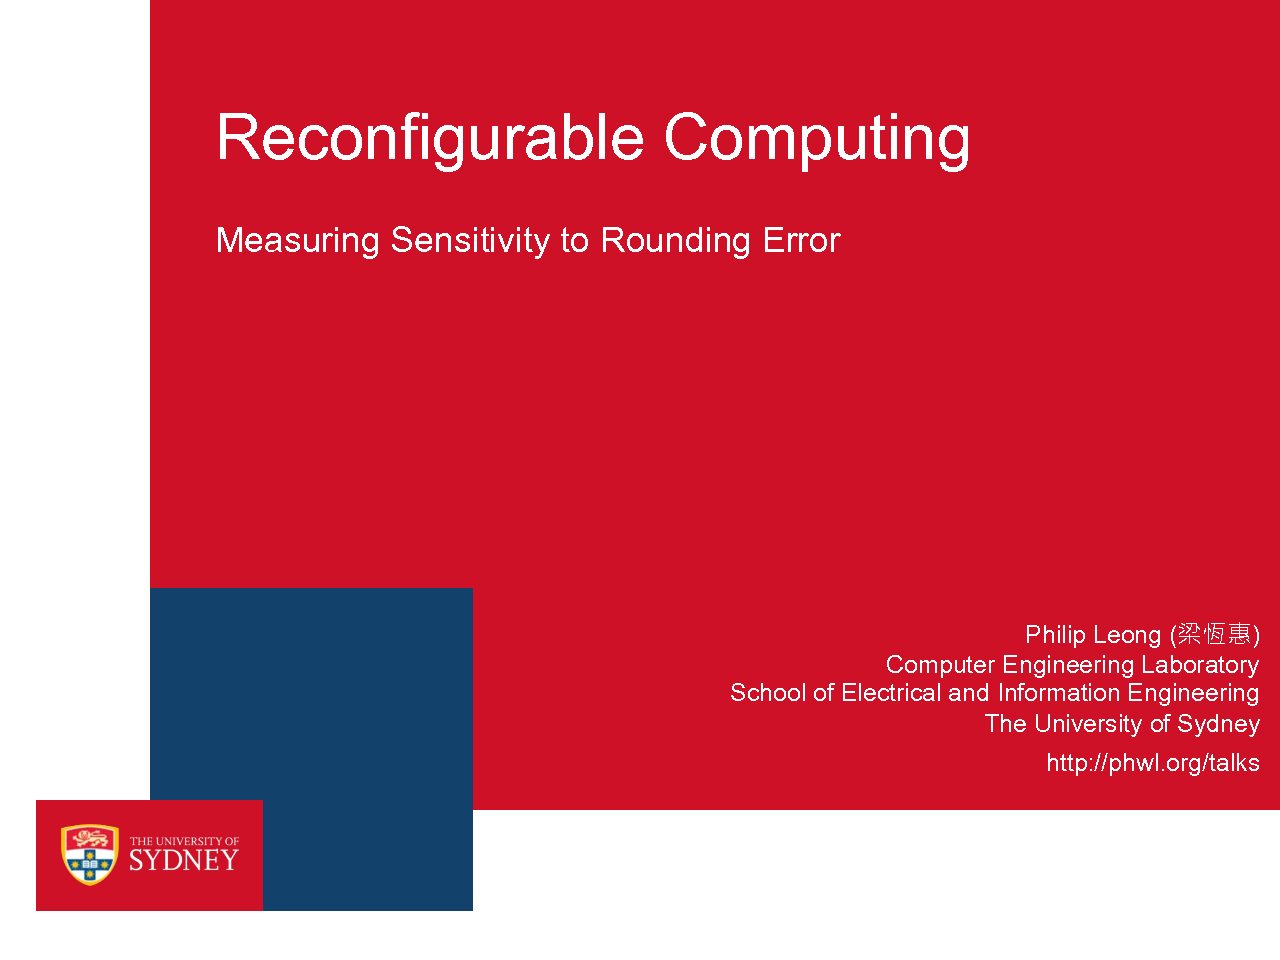 Reconfigurable Computing
Measuring Sensitivity to Rounding Error
Philip Leong (梁恆惠)
Computer Engineering Laboratory
School of Electrical and Information Engineering
The University of Sydney
http://phwl.org/talks
THE UNIVERSITY OF
SYDNEY